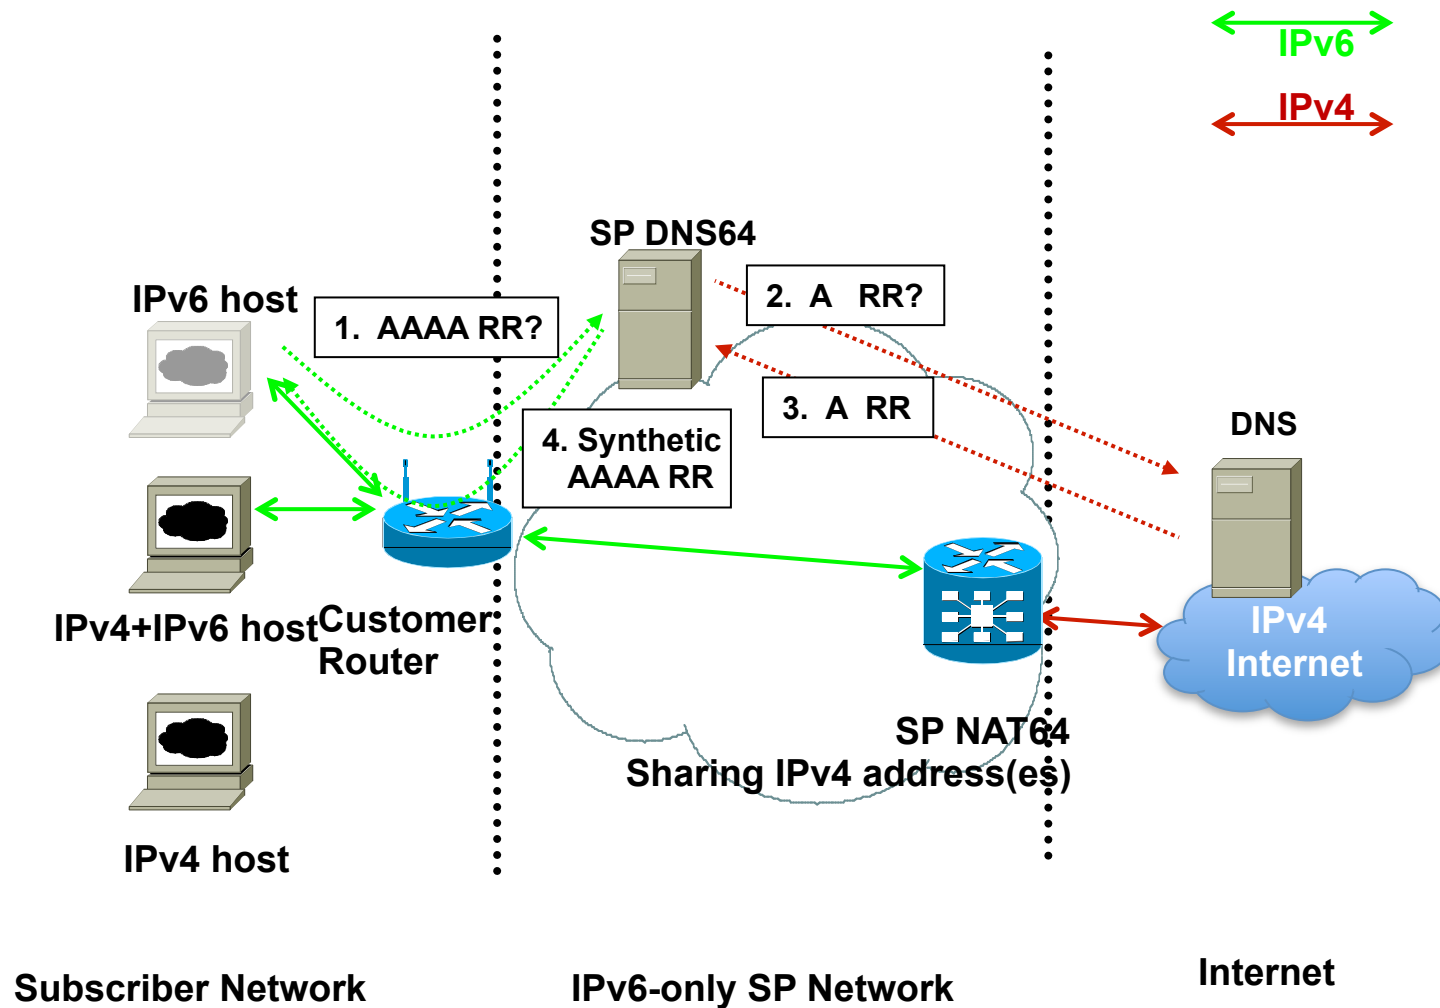 IPv6
IPv4
SP DNS64
IPv6 host
1. AAAA RR?
2. A RR?
3. A RR
4. Synthetic
AAAA RR
DNS
IPv4+IPv6 host
Customer
Router
IPv4
Internet
SP NAT64
Sharing IPv4 address(es)
IPv4 host
Subscriber Network
IPv6-only SP Network
Internet